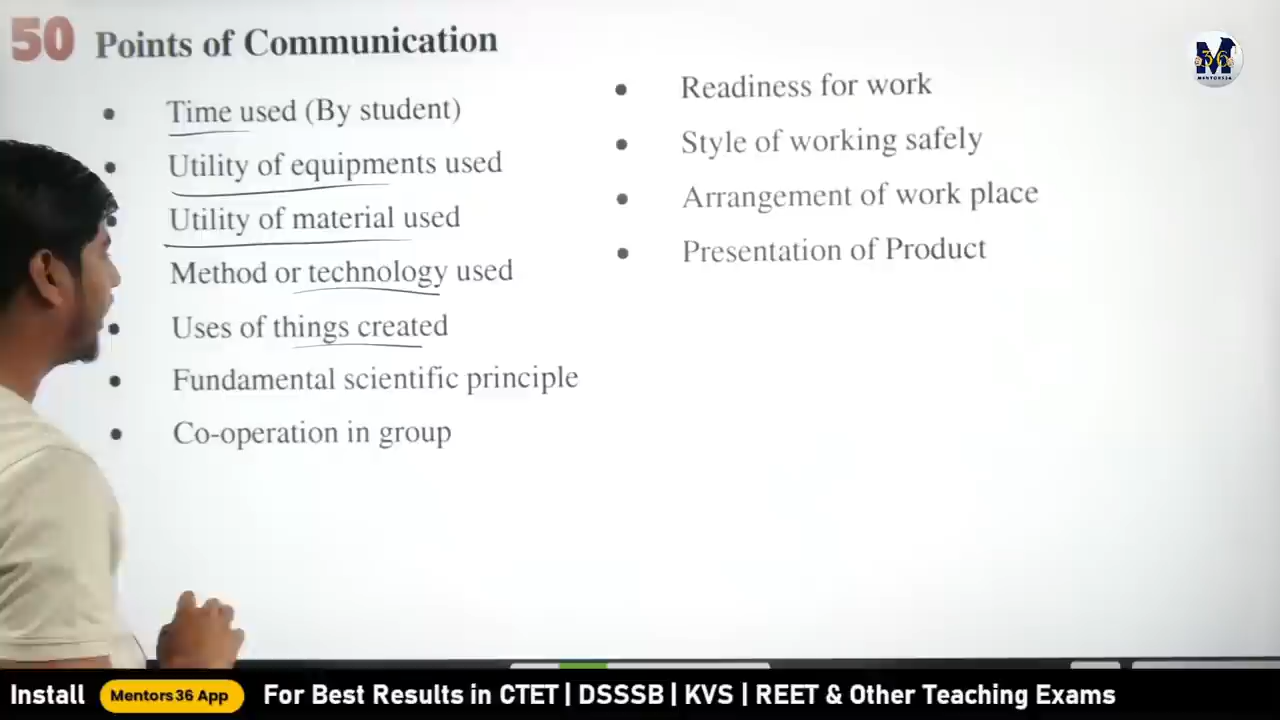 50 Points of Communication
• Time used (By student)
• Utility of equipments used
• Utility of material used
Method or technology used
• Uses of things created
• Fundamental scientific principle
• Co-operation in group
• Readiness for work
• Style of working safely
• Arrangement of work place
• Presentation of Product
M
36
MENTORS36
Install Mentors36 App For Best Results in CTET | DSSSB | KVS | REET & Other Teaching Exams